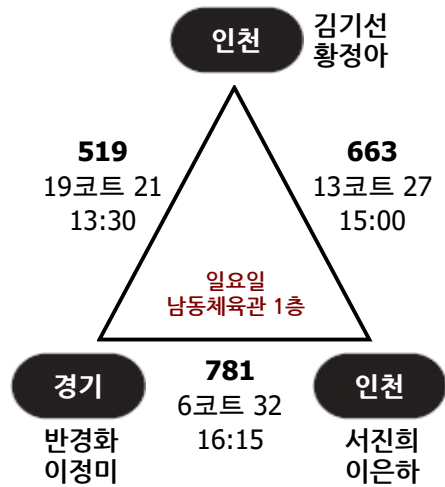 인천
김기선
황정아
519
19코트 21
13:30
663
13코트 27
15:00
일요일
남동체육관 1층
경기
반경화
이정미
781
6코트 32
16:15
인천
서진희
이은하